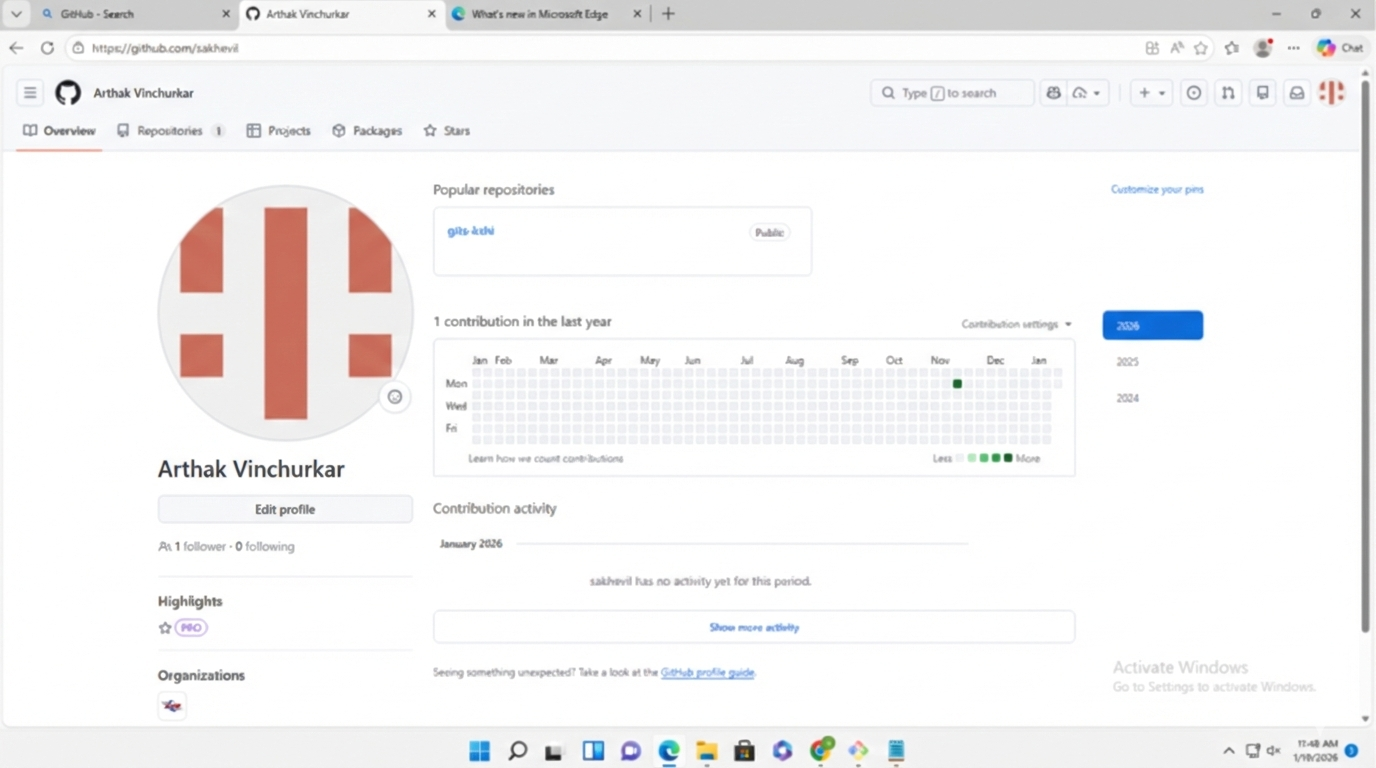 GitHub - Search
Arthak Vinchurkar
What's new in Microsoft Edge
https://github.com/sakhevil
Chat
Arthak Vinchurkar
Type / to search
Overview
Repositories 1
Projects
Packages
Stars
Popular repositories
Customize your pins
Public
1 contribution in the last year
Contribution settings
2026
2025
2024
Jan Feb Mar Apr May Jun Jul Aug Sep Oct Nov Dec Jan
Mon
Wed
Fri
Learn how we count contributions
Less
More
Arthak Vinchurkar
Edit profile
1 follower · 0 following
Highlights
PRO
Organizations
Contribution activity
January 2026
sakhevil has no activity yet for this period.
Show more activity
Seeing something unexpected? Take a look at the GitHub profile guide.
Activate Windows
Go to Settings to activate Windows.
11:48 AM
1/19/2026